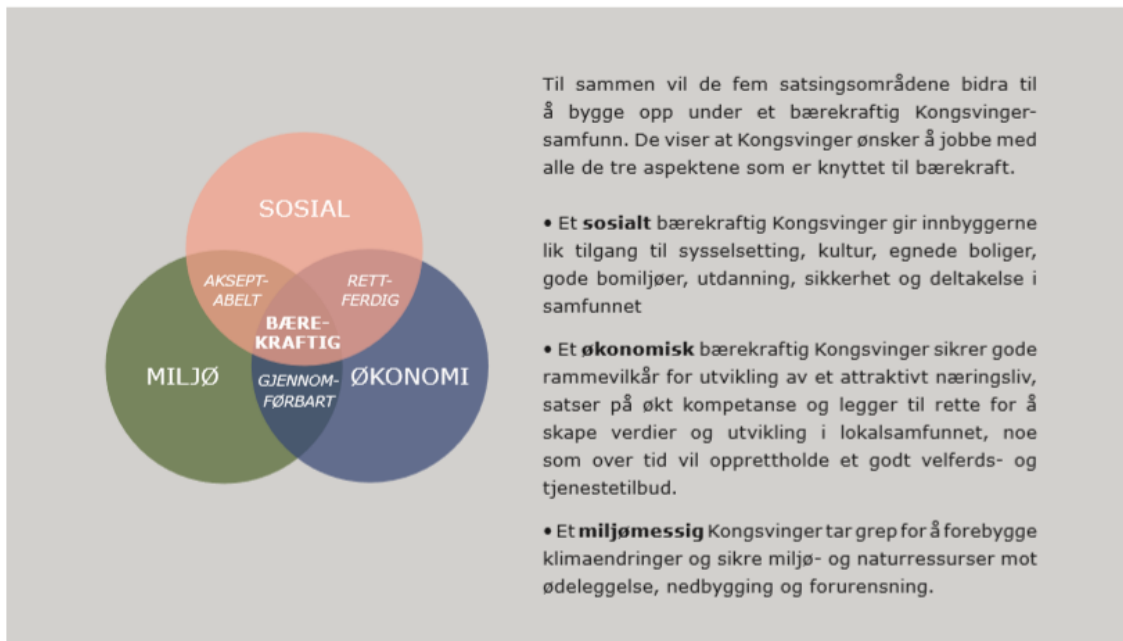 SOSIAL
AKSEPT-
ABELT
RETT-
FERDIG
BÆRE-
KRAFTIG
MILJØ
GJENNOM-
FØRBART
ØKONOMI
Til sammen vil de fem satsingsområdene bidra til
å bygge opp under et bærekraftig Kongsvinger-
samfunn. De viser at Kongsvinger ønsker å jobbe med
alle de tre aspektene som er knyttet til bærekraft.
• Et sosialt bærekraftig Kongsvinger gir innbyggerne
lik tilgang til sysselsetting, kultur, egnede boliger,
gode bomiljøer, utdanning, sikkerhet og deltakelse i
samfunnet
• Et økonomisk bærekraftig Kongsvinger sikrer gode
rammevilkår for utvikling av et attraktivt næringsliv,
satser på økt kompetanse og legger til rette for å
skape verdier og utvikling i lokalsamfunnet, noe
som over tid vil opprettholde et godt velferds- og
tjenestetilbud.
• Et miljømessig Kongsvinger tar grep for å forebygge
klimaendringer og sikre miljø- og naturressurser mot
ødeleggelse, nedbygging og forurensning.